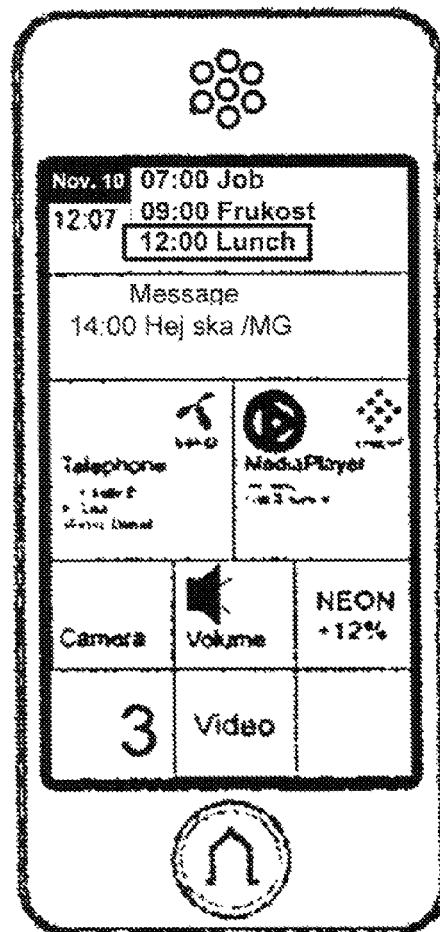 Nov. 10
12:07
07:00 Job
09:00 Frukost
12:00 Lunch
Message
14:00 Hej ska /MG
Telephone
MediaPlayer
Camera
Volume
NEON
+12%
3
Video